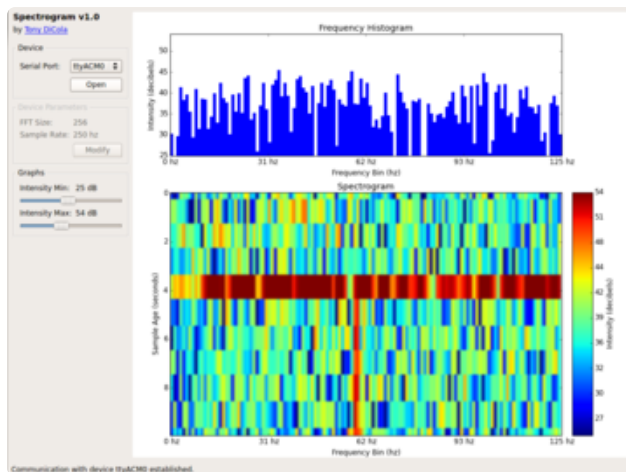 Spectrogram v1.0
by Tony DiCola
Device
Serial Port: ttyACM0
Open
Device Parameters
FFT Size: 256
Sample Rate: 250 hz
Modify
Graphs
Intensity Min: 25 dB
Intensity Max: 54 dB
Frequency Histogram
Intensity (decibels)
50
45
40
35
30
25
0 hz 31 hz 62 hz 93 hz 125 hz
Frequency Bin (hz)
Spectrogram
Sample Age (seconds)
0
2
4
6
8
0 hz 31 hz 62 hz 93 hz 125 hz
Frequency Bin (hz)
54
51
48
44
42
39
36
33
30
27
Intensity (decibels)
Communication with device ttyACM0 established.